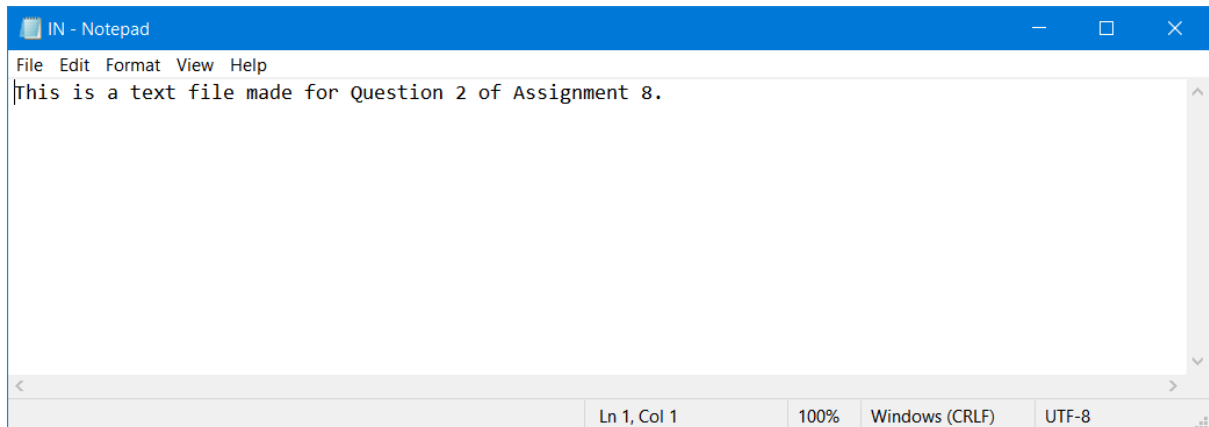 IN - Notepad
File Edit Format View Help
This is a text file made for Question 2 of Assignment 8.
Ln 1, Col 1 100% Windows (CRLF) UTF-8